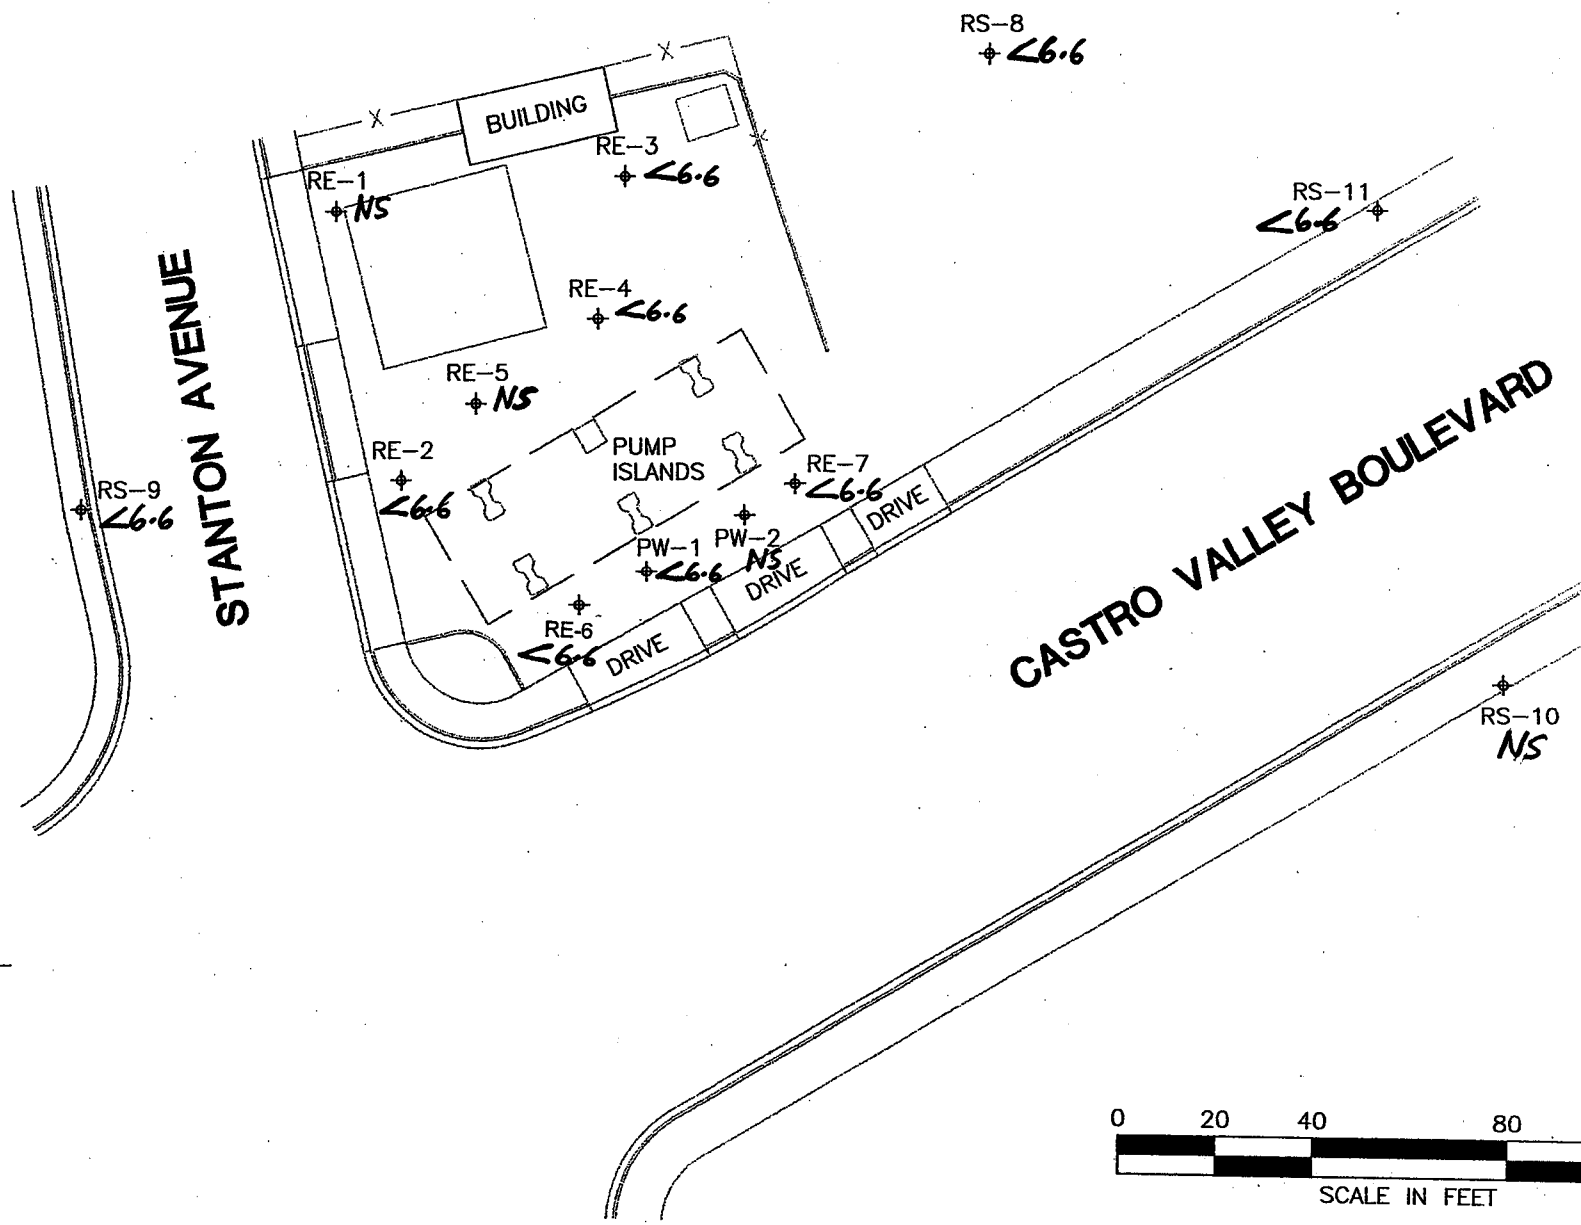 RS-8
<6.6
BUILDING
RE-3
<6.6
RE-1
NS
RS-11
<6.6
STANTON AVENUE
RE-4
<6.6
RE-5
NS
PUMP
ISLANDS
RE-2
<6.6
RE-7
<6.6
RS-9
<6.6
DRIVE
CASTRO VALLEY BOULEVARD
PW-1
<6.6
PW-2
NS
DRIVE
RE-6
<6.6
DRIVE
RS-10
NS
0 20 40 80
SCALE IN FEET